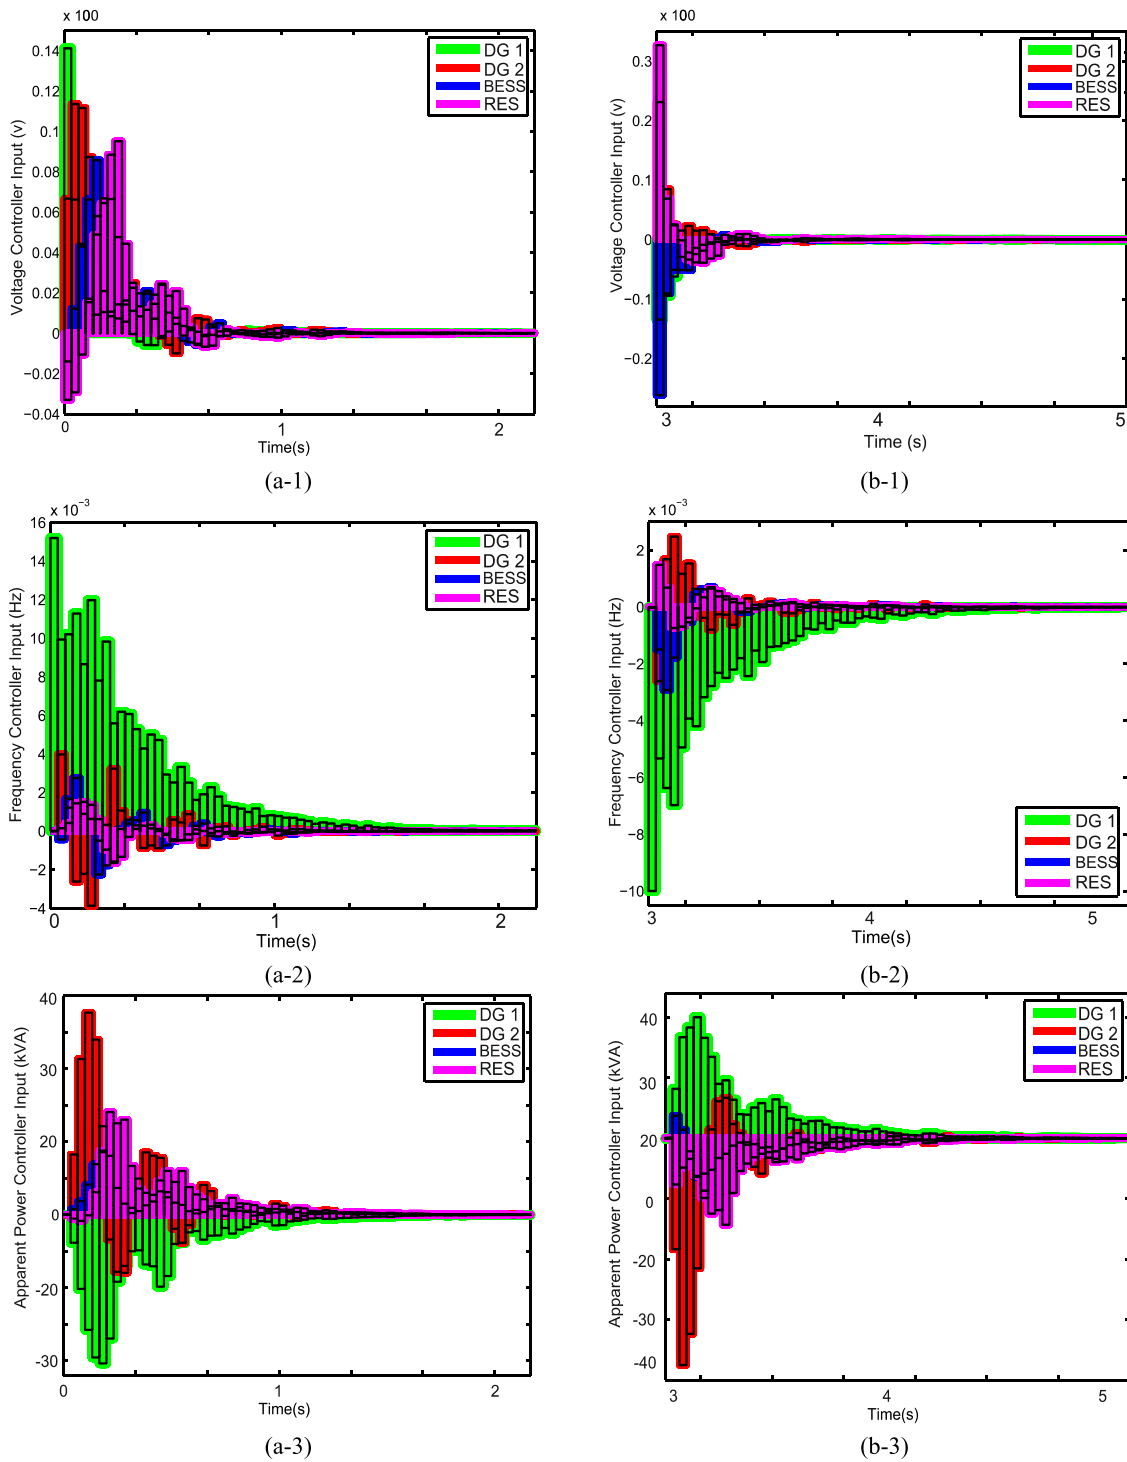 x 100
0.14
0.12
0.1
0.08
0.06
0.04
0.02
0
−0.02
−0.04
Voltage Controller Input (v)
DG 1
DG 2
BESS
RES
0
1
2
Time(s)
(a-1)
x 100
0.3
0.2
0.1
0
−0.1
−0.2
Voltage Controller Input (v)
DG 1
DG 2
BESS
RES
3
4
5
Time (s)
(b-1)
x 10⁻³
16
14
12
10
8
6
4
2
0
−2
−4
Frequency Controller Input (Hz)
DG 1
DG 2
BESS
RES
0
1
2
Time(s)
(a-2)
x 10⁻³
2
0
−2
−4
−6
−8
−10
Frequency Controller Input (Hz)
DG 1
DG 2
BESS
RES
3
4
5
Time(s)
(b-2)
40
30
20
10
0
-20
-30
Apparent Power Controller Input (kVA)
DG 1
DG 2
BESS
RES
0
1
2
Time(s)
(a-3)
40
30
20
0
-20
-30
-40
Apparent Power Controller Input (kVA)
DG 1
DG 2
BESS
RES
3
4
5
Time(s)
(b-3)